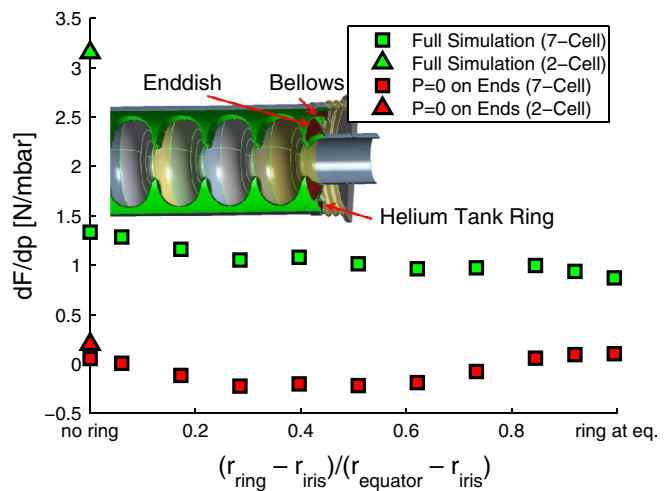 Full Simulation (7-Cell)
Full Simulation (2-Cell)
P=0 on Ends (7-Cell)
P=0 on Ends (2-Cell)
Enddish
Bellows
Helium Tank Ring
dF/dp [N/mbar]
3.5
3
2.5
2
1.5
1
0.5
0
−0.5
no ring 0.2 0.4 0.6 0.8 ring at eq.
(r_ring − r_iris)/(r_equator − r_iris)